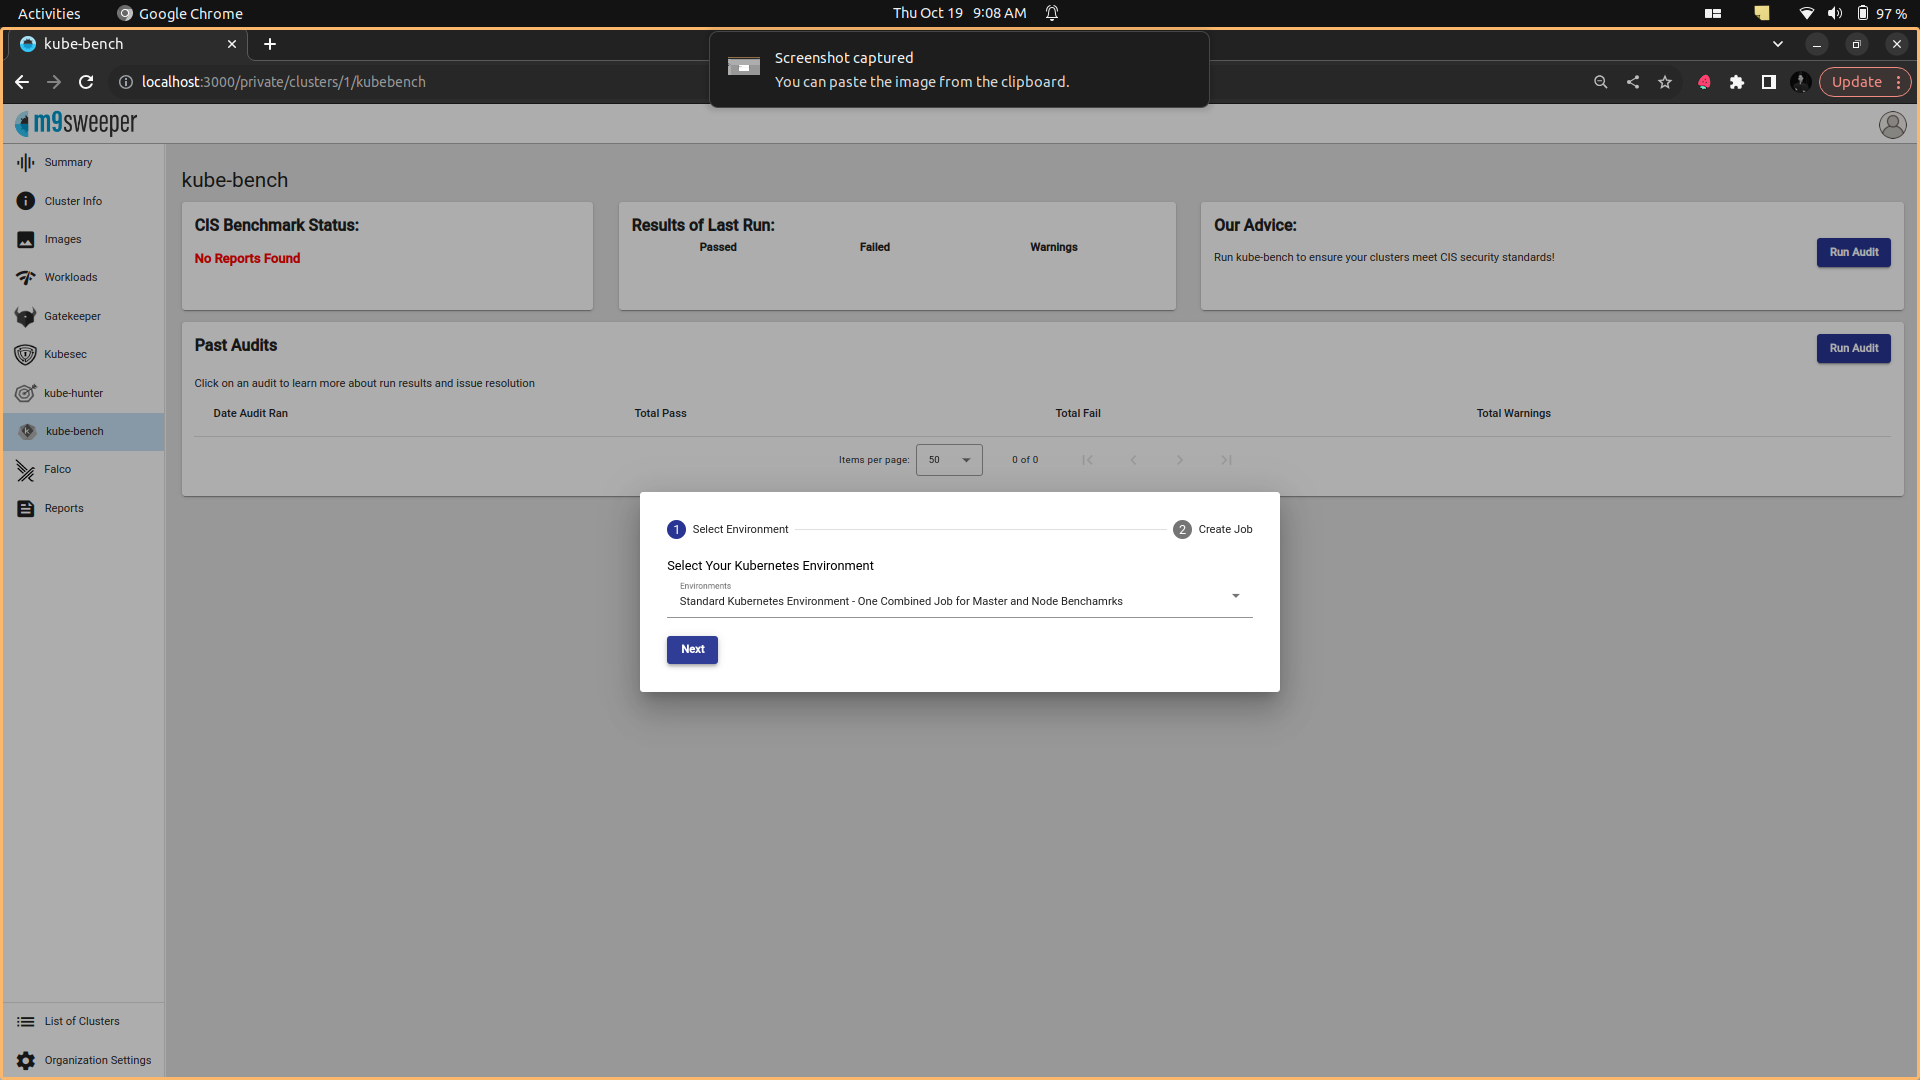 Activities
Google Chrome
Thu Oct 19 9:08 AM
97 %
kube-bench
Screenshot captured
You can paste the image from the clipboard.
localhost:3000/private/clusters/1/kubebench
Update
m9sweeper
Summary
Cluster Info
Images
Workloads
Gatekeeper
Kubesec
kube-hunter
kube-bench
Falco
Reports
List of Clusters
Organization Settings
kube-bench
CIS Benchmark Status:
No Reports Found
Results of Last Run:
Passed Failed Warnings
Our Advice:
Run kube-bench to ensure your clusters meet CIS security standards!
Run Audit
Past Audits
Run Audit
Click on an audit to learn more about run results and issue resolution
Date Audit Ran Total Pass Total Fail Total Warnings
Items per page: 50 0 of 0
1 Select Environment 2 Create Job
Select Your Kubernetes Environment
Environments
Standard Kubernetes Environment - One Combined Job for Master and Node Benchamrks
Next